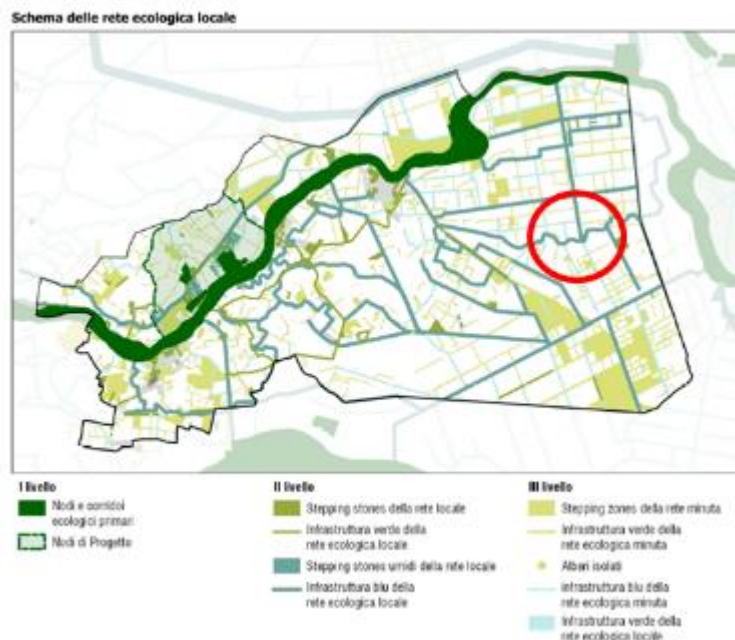 Schema delle rete ecologica locale
I livello
Nodi e corridoi
ecologici primari
Nodi di Progetto
II livello
Stepping stones della rete locale
Infrastruttura verde della
rete ecologica locale
Stepping stones umidi della rete locale
Infrastruttura blu della
rete ecologica locale
III livello
Stepping zones della rete minuta
Infrastruttura verde della
rete ecologica minuta
Alberi isolati
Infrastruttura blu della
rete ecologica minuta
Infrastruttura verde della
rete ecologica locale